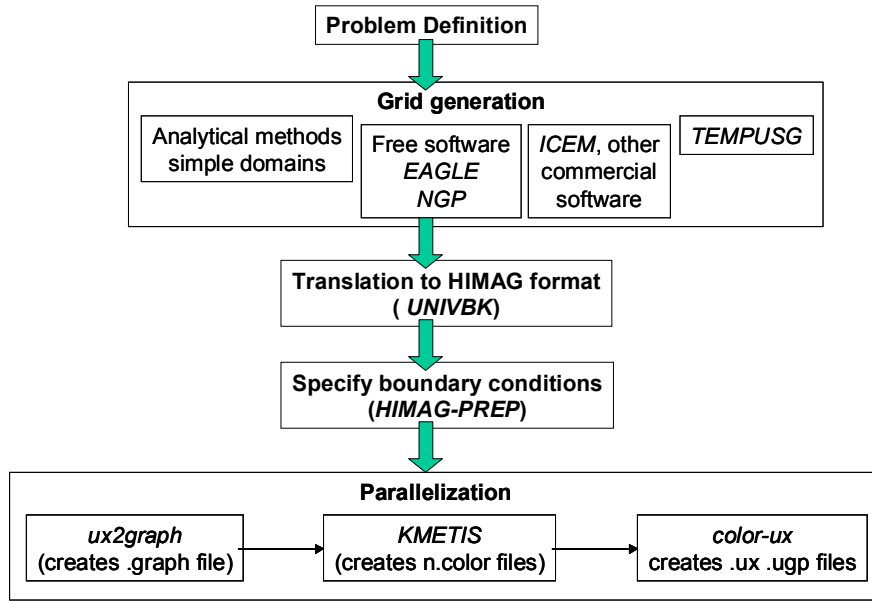 Problem Definition
Grid generation
Analytical methods
simple domains
Free software
EAGLE
NGP
ICEM, other
commercial
software
TEMPUSG
Translation to HIMAG format
( UNIVBK)
Specify boundary conditions
(HIMAG-PREP)
Parallelization
ux2graph
(creates .graph file)
KMETIS
(creates n.color files)
color-ux
creates .ux .ugp files